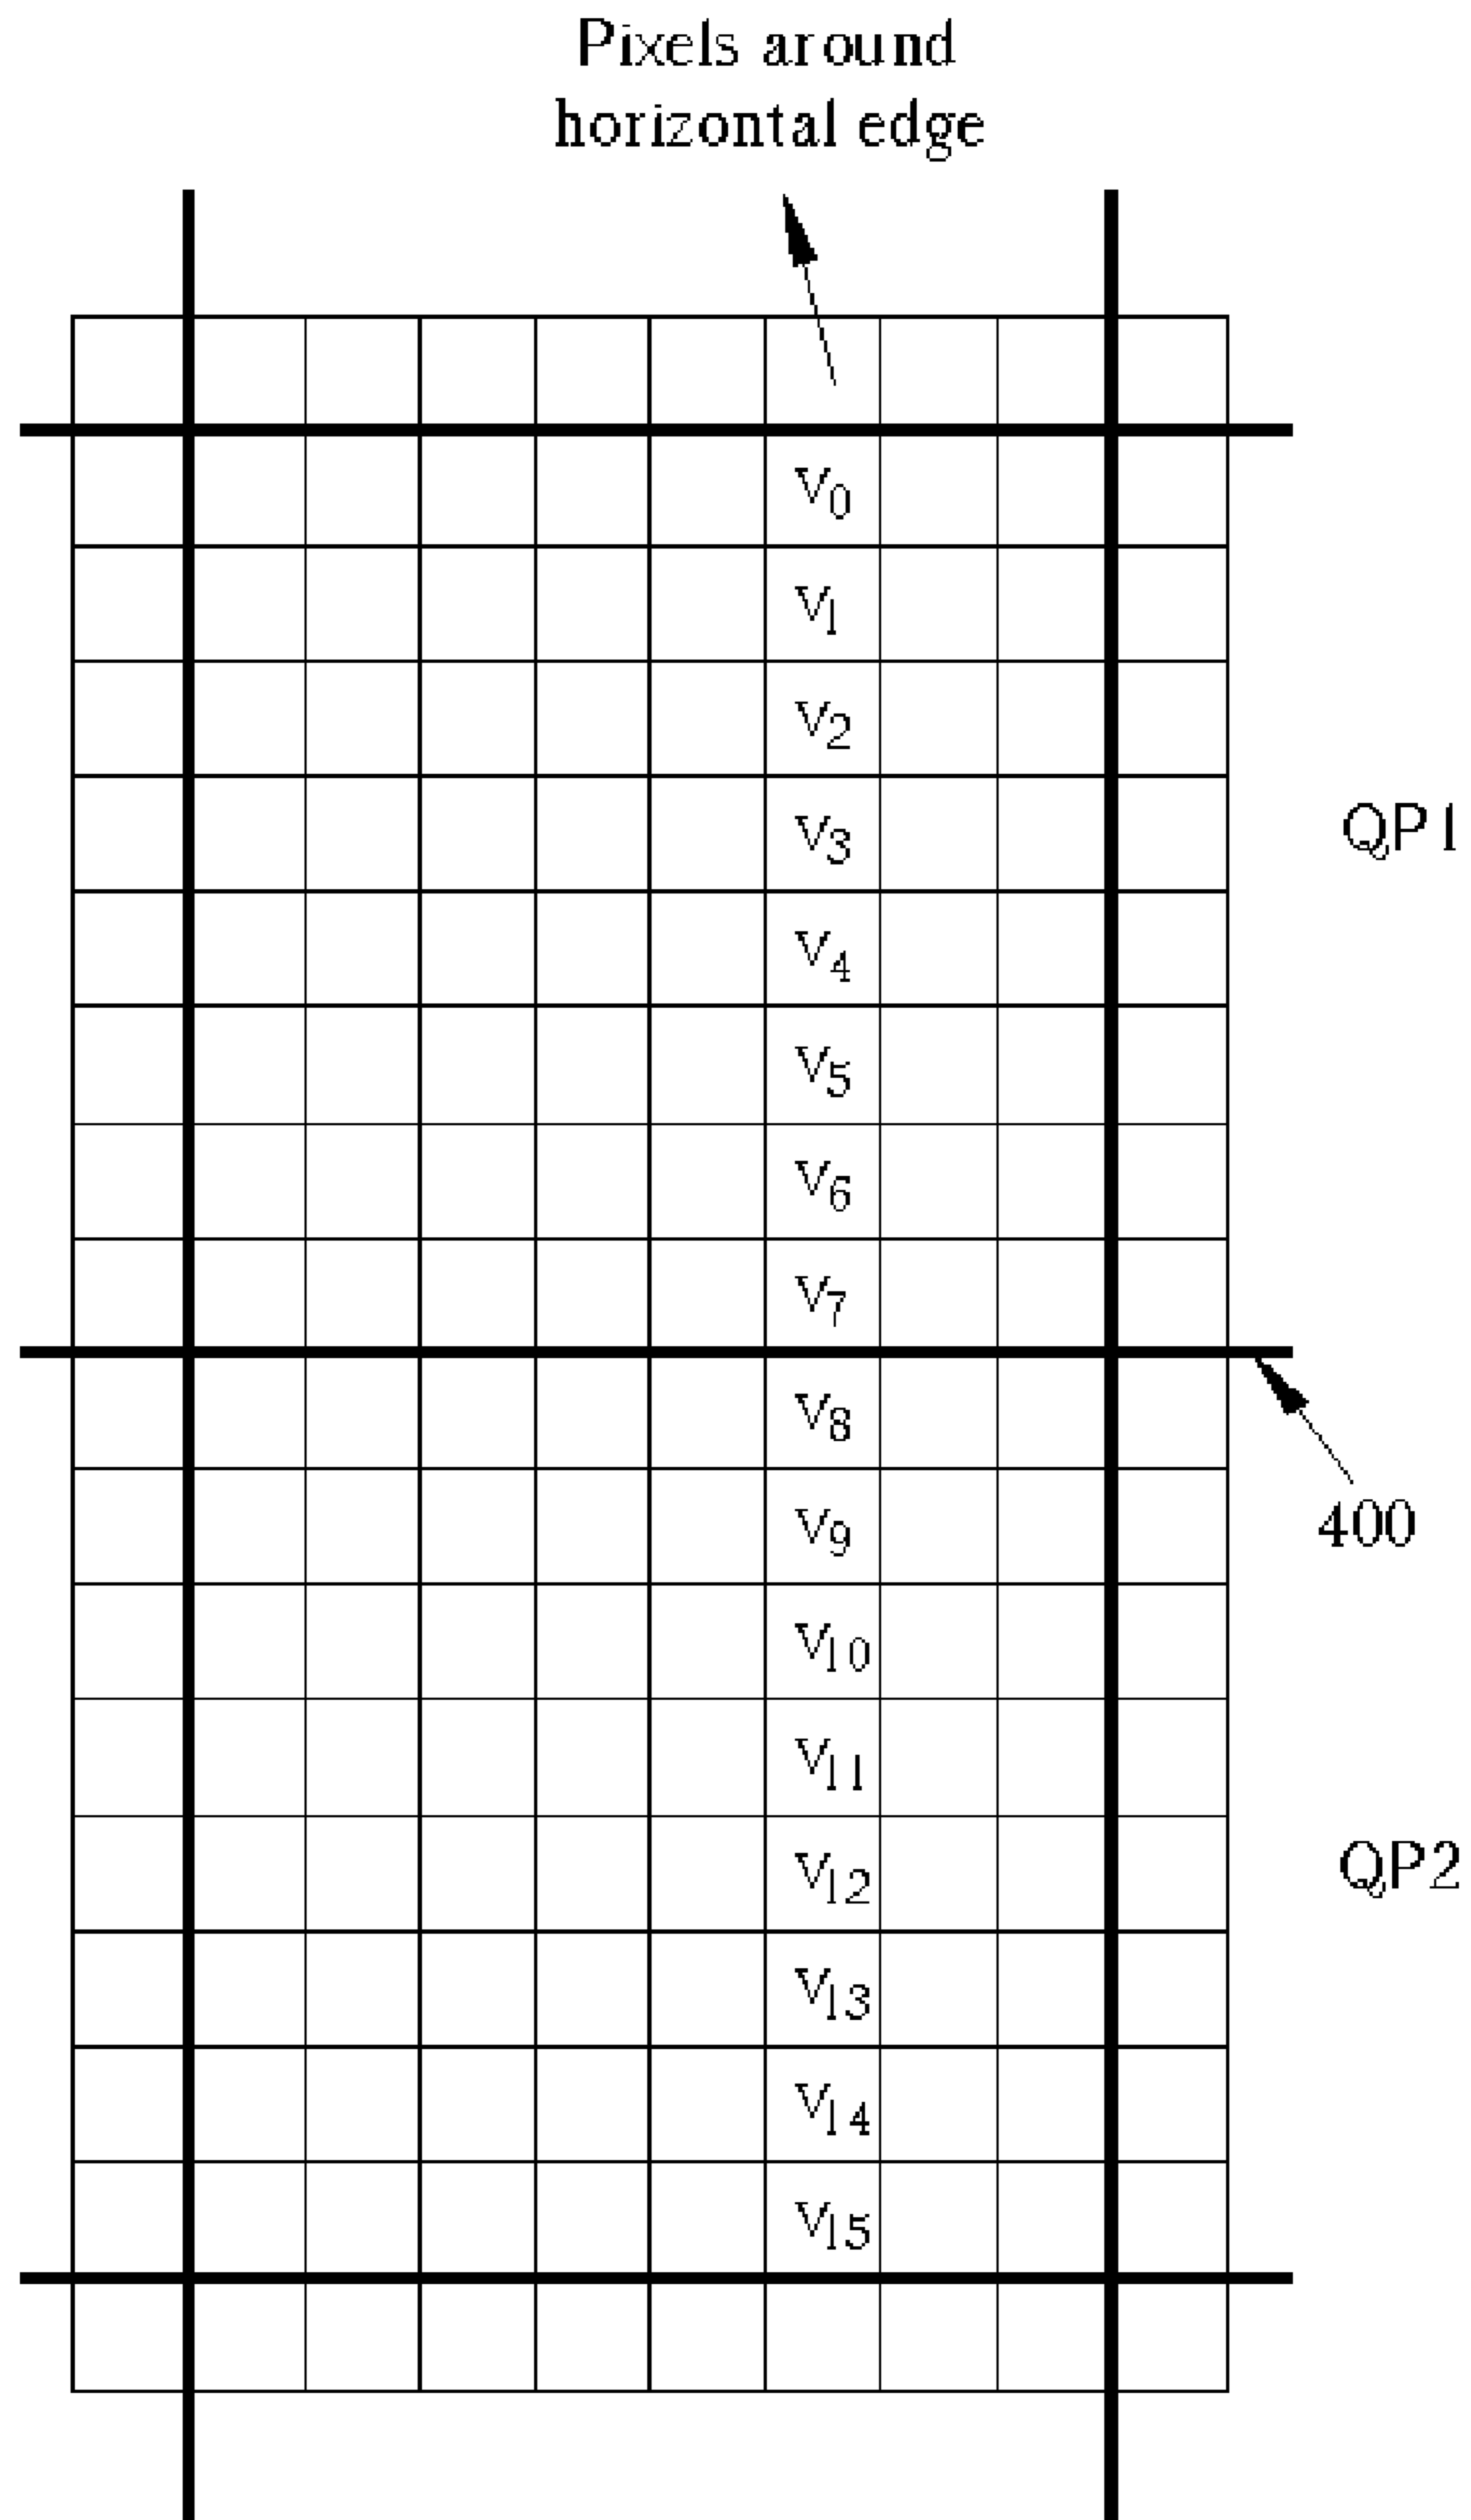 Pixels around
horizontal edge
V0
V1
V2
V3
QP1
V4
V5
V6
V7
V8
V9
400
V10
V11
V12
QP2
V13
V14
V15